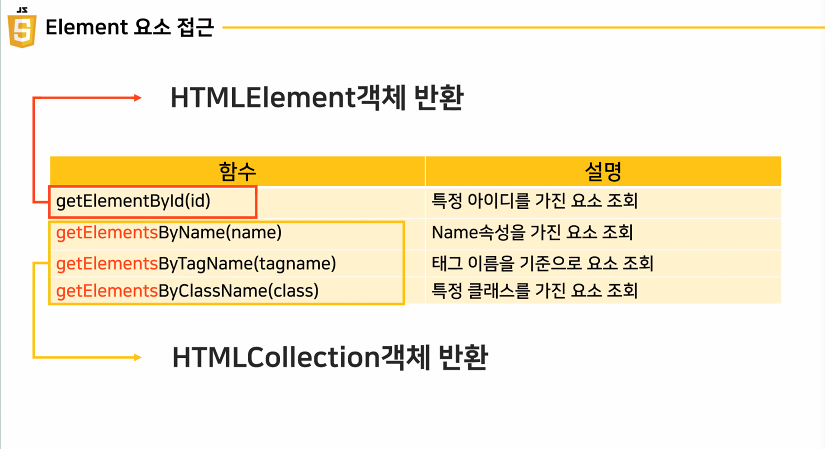 JS
5
Element 요소 접근
HTMLElement객체 반환
함수 설명
getElementById(id) 특정 아이디를 가진 요소 조회
getElementsByName(name) Name속성을 가진 요소 조회
getElementsByTagName(tagname) 태그 이름을 기준으로 요소 조회
getElementsByClassName(class) 특정 클래스를 가진 요소 조회
HTMLCollection객체 반환